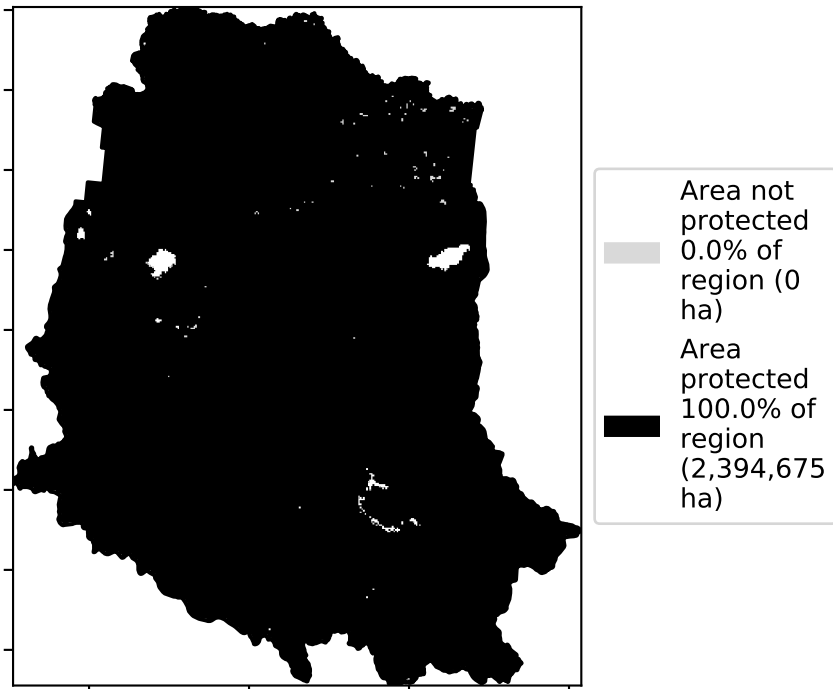 Area not
protected
0.0% of
region (0
ha)
Area
protected
100.0% of
region
(2,394,675
ha)